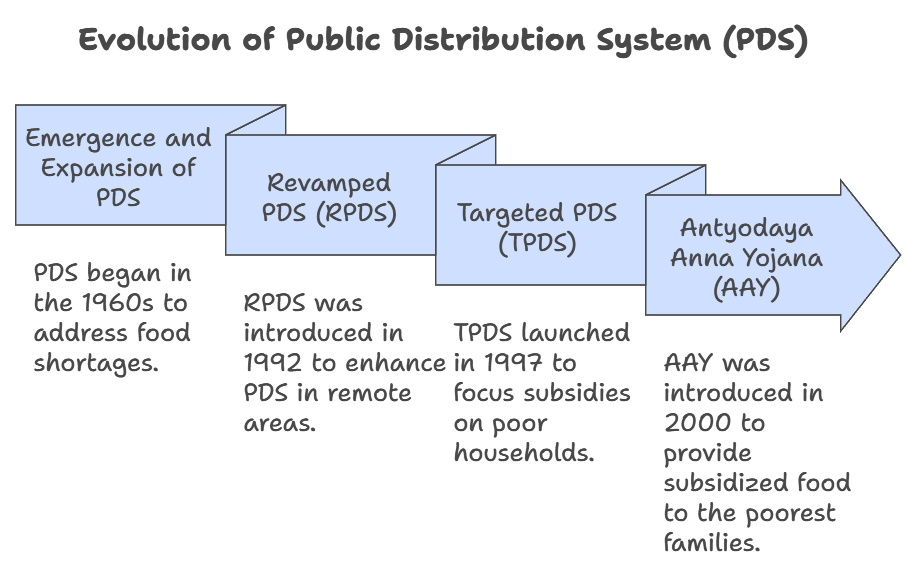 Evolution of Public Distribution System (PDS)
Emergence and
Expansion of
PDS
PDS began in
the 1960s to
address food
shortages.
Revamped
PDS (RPDS)
RPDS was
introduced in
1992 to enhance
PDS in remote
areas.
Targeted PDS
(TPDS)
TPDS launched
in 1997 to
focus subsidies
on poor
households.
Antyodaya
Anna Yojana
(AAY)
AAY was
introduced in
2000 to
provide
subsidized food
to the poorest
families.